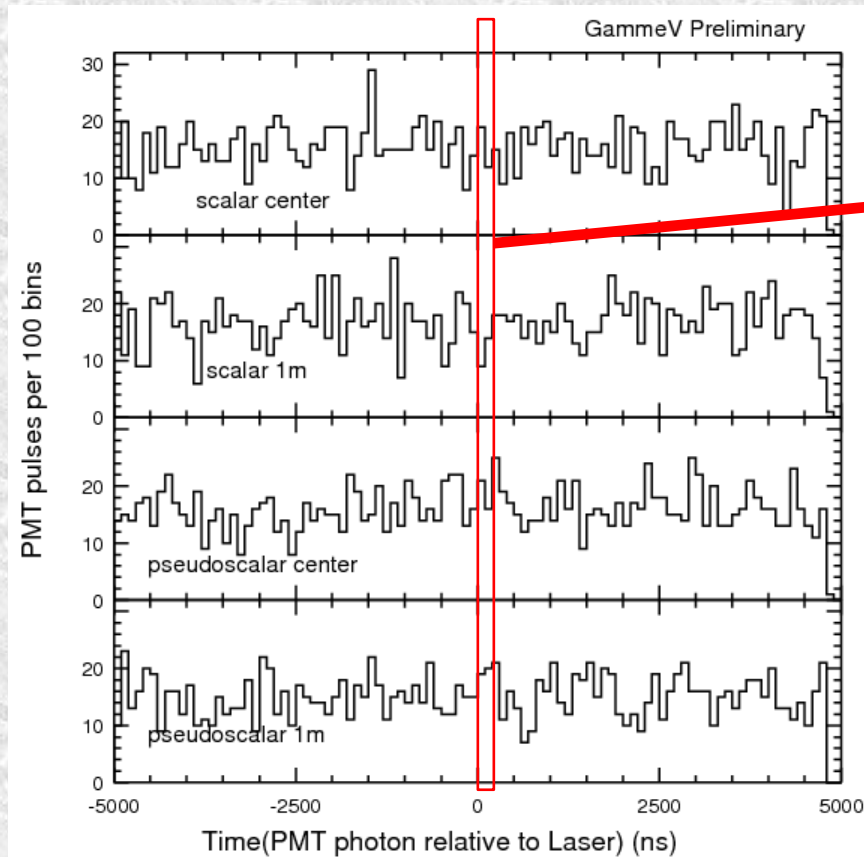 GammeV Preliminary
30
20
10
0
scalar center
20
10
0
scalar 1m
20
10
0
pseudoscalar center
20
10
0
pseudoscalar 1m
PMT pulses per 100 bins
-5000
-2500
0
2500
5000
Time(PMT photon relative to Laser) (ns)